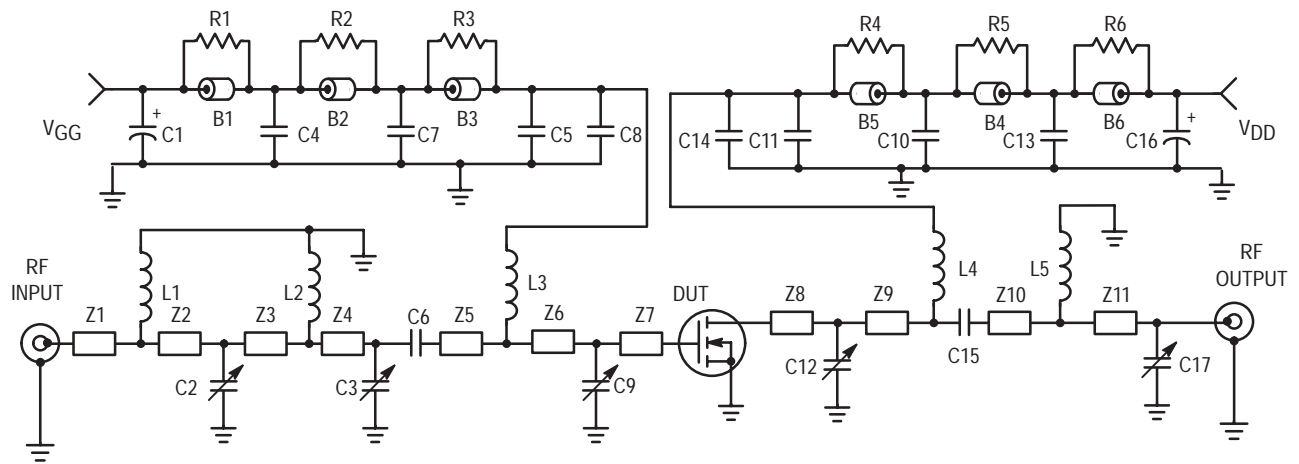 R1 R2 R3 R4 R5 R6
+ B1 B2 B3 B5 B4 B6 +
VGG C1 C4 C7 C5 C8 C14 C11 C10 C13 C16 VDD
RF
INPUT
L1 L2 L3 L4 L5
RF
OUTPUT
DUT
Z1 Z2 Z3 Z4 C6 Z5 Z6 Z7 Z8 Z9 C15 Z10 Z11
C2 C3 C9 C12 C17